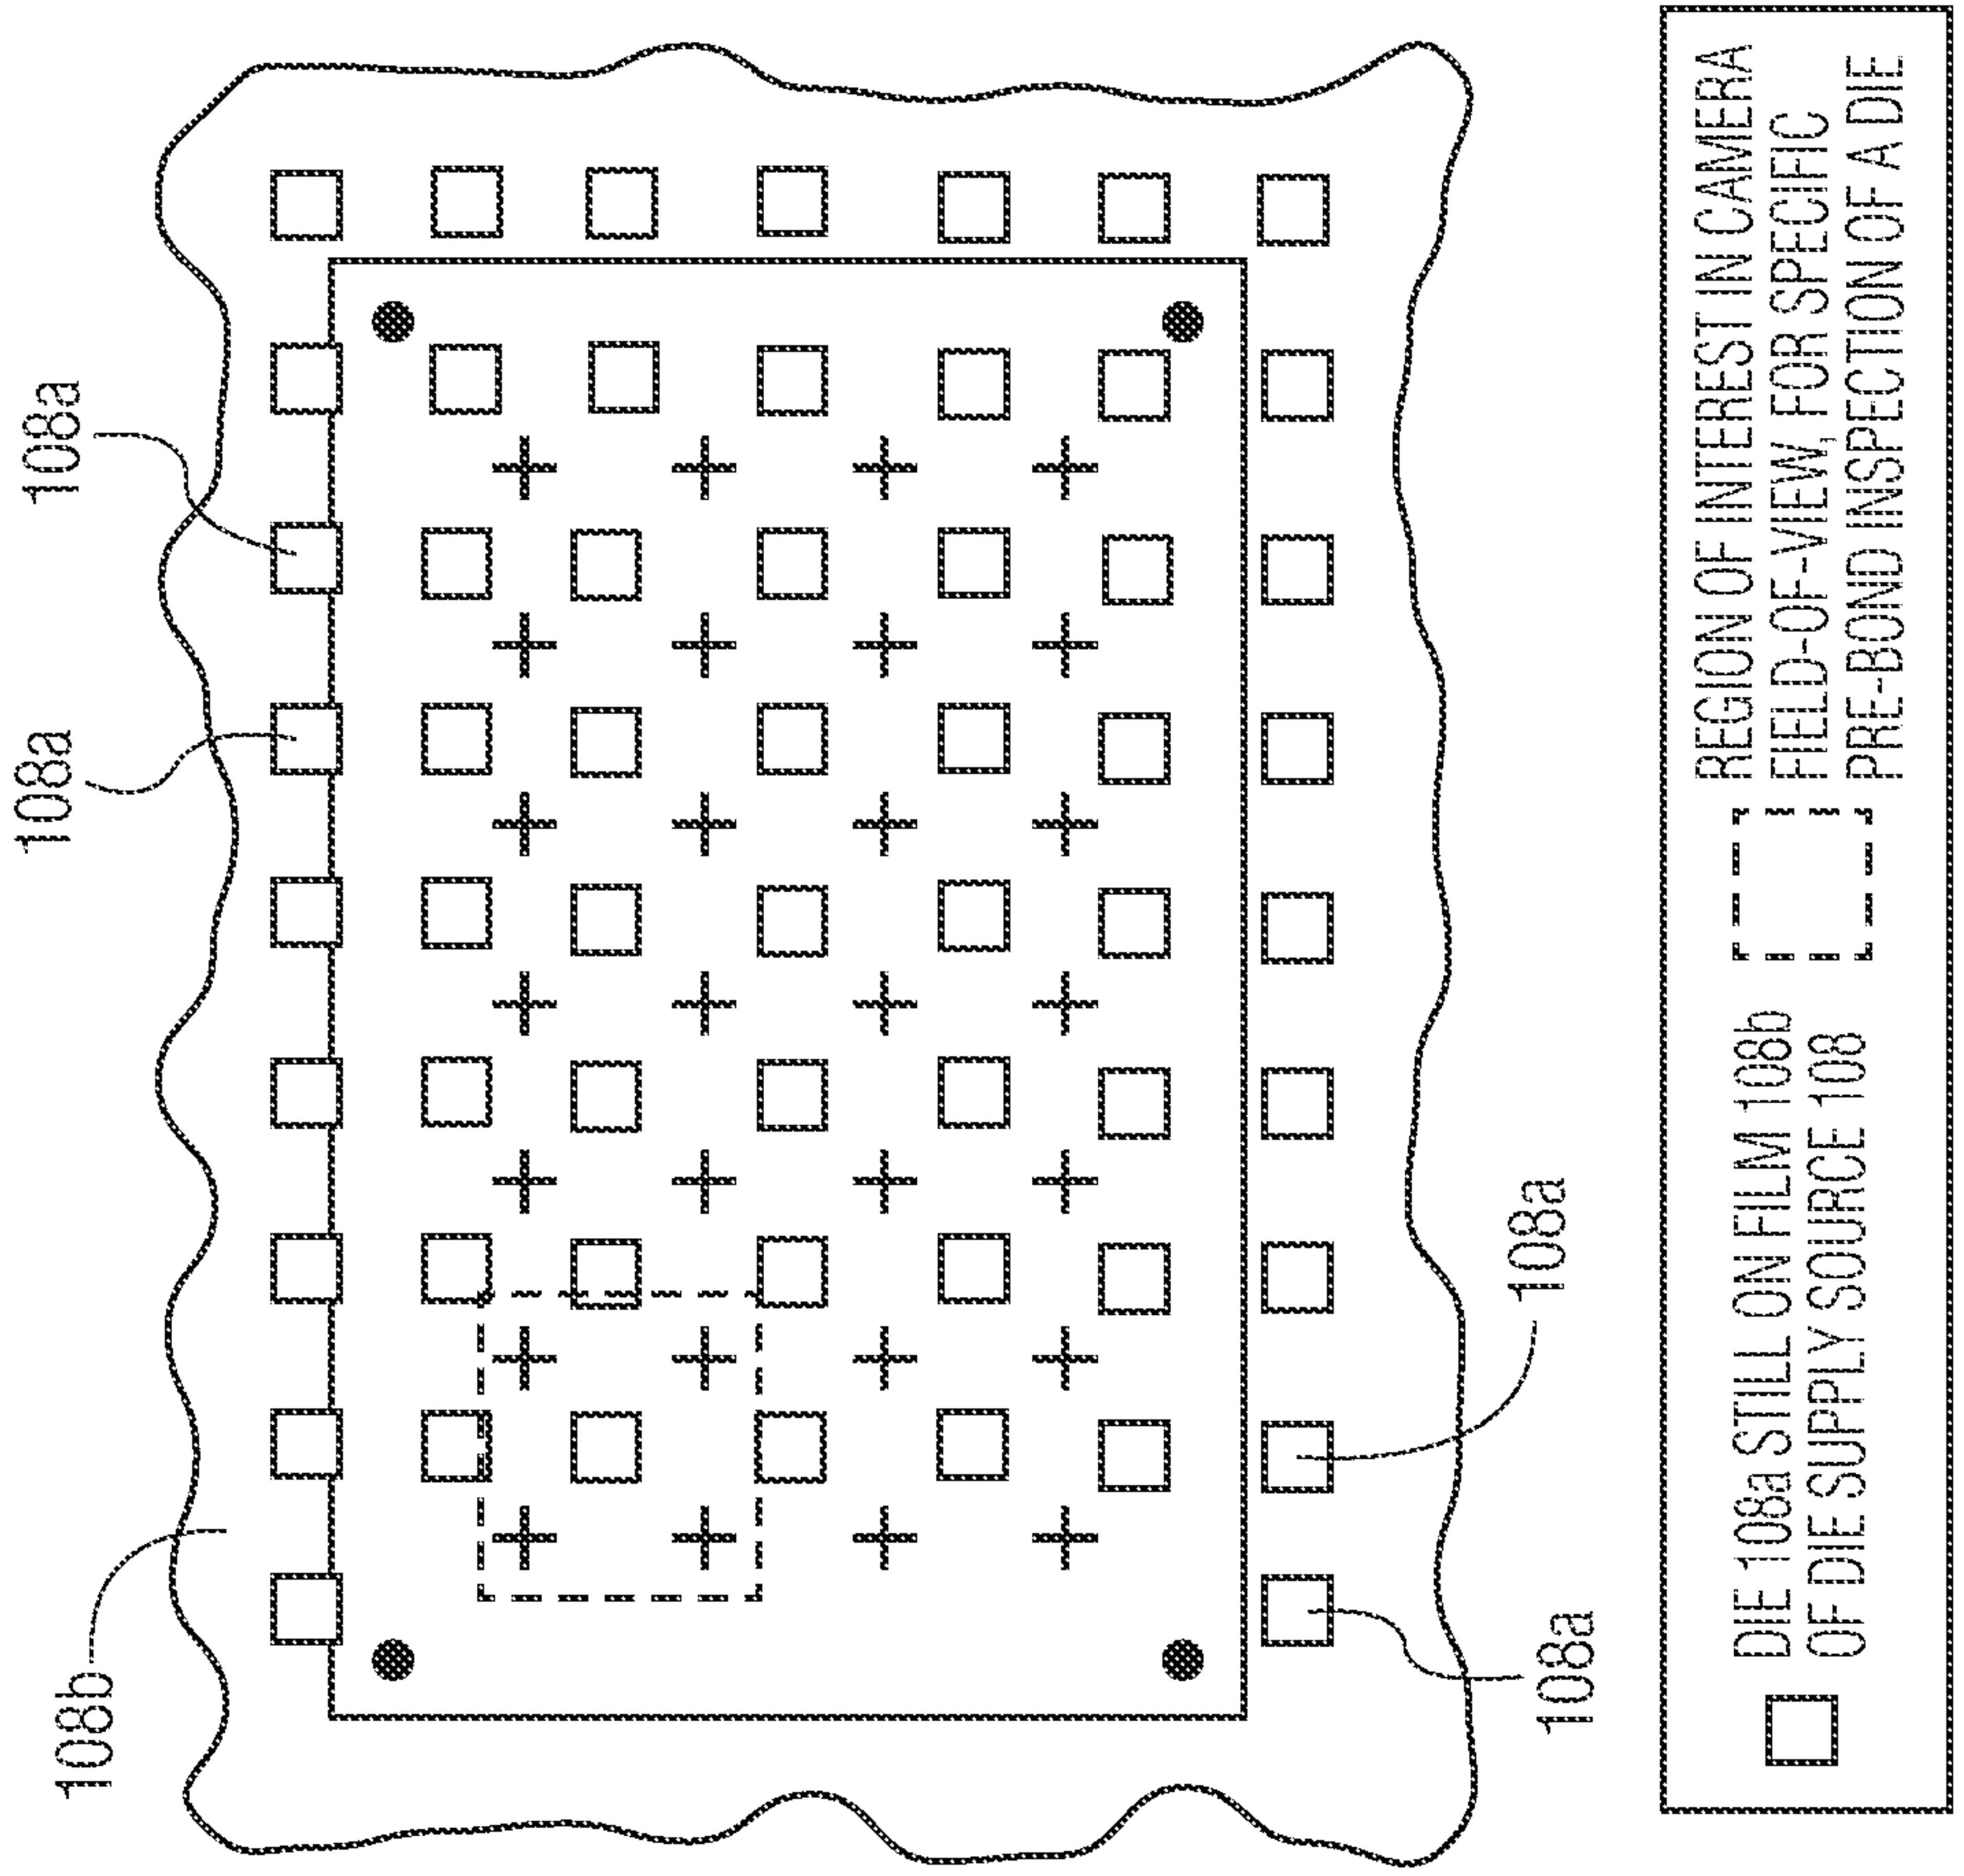 108b
108a
108a
108a
108a
DIE 108a STILL ON FILM 108b
OF DIE SUPPLY SOURCE 108
REGION OF INTEREST IN CAMERA
FIELD-OF-VIEW, FOR SPECIFIC
PRE-BOND INSPECTION OF A DIE